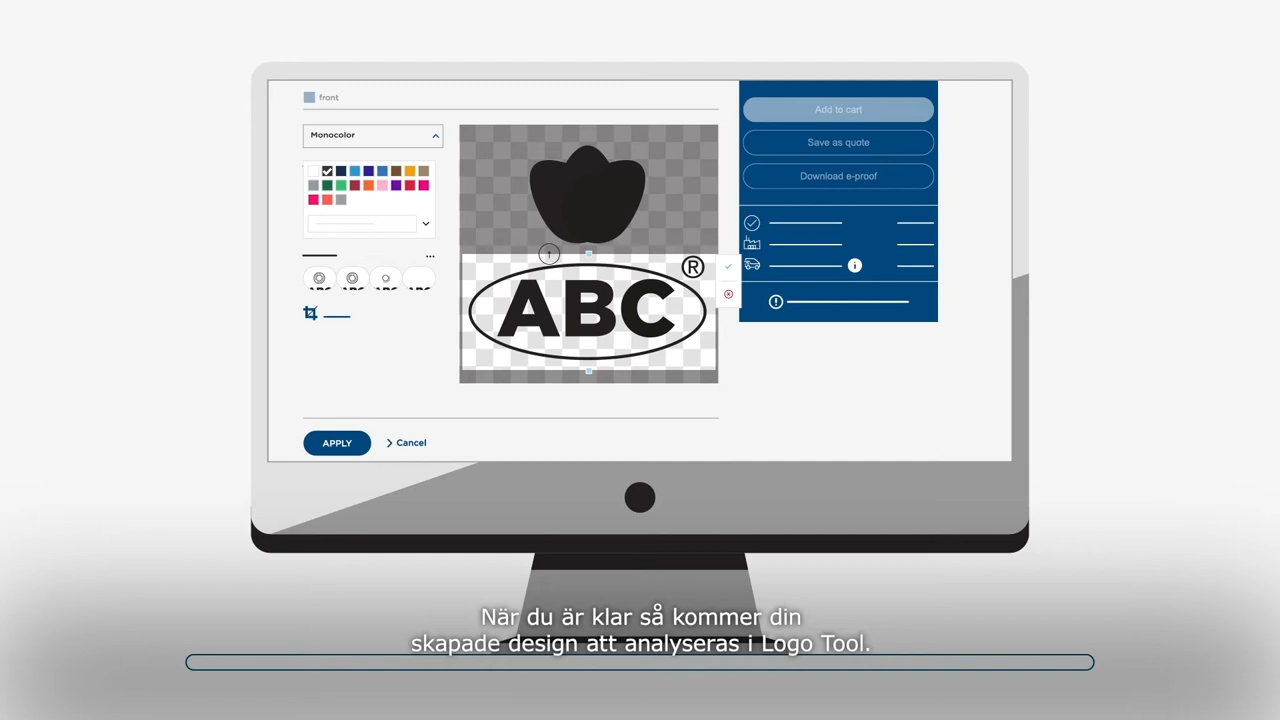 front
Monocolor
Add to cart
Save as quote
Download e-proof
ABC®
APPLY
Cancel
När du är klar så kommer din
skapade design att analyseras i Logo Tool.